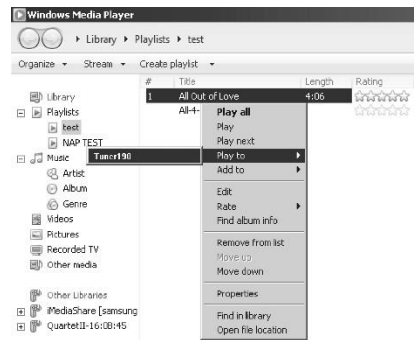 Windows Media Player
Library ▸ Playlists ▸ test
Organize Stream Create playlist
# Title Length Rating
1 All Out of Love 4:06
All-4-
Library
Playlists
test
NAP TEST
Music
Artist
Album
Genre
Videos
Pictures
Recorded TV
Other media
Other Libraries
iMediaShare [samsung
QuartetII-16:0B:45
Tuner190
Play all
Play
Play next
Play to
Add to
Edit
Rate
Find album info
Remove from list
Move up
Move down
Properties
Find in library
Open file location